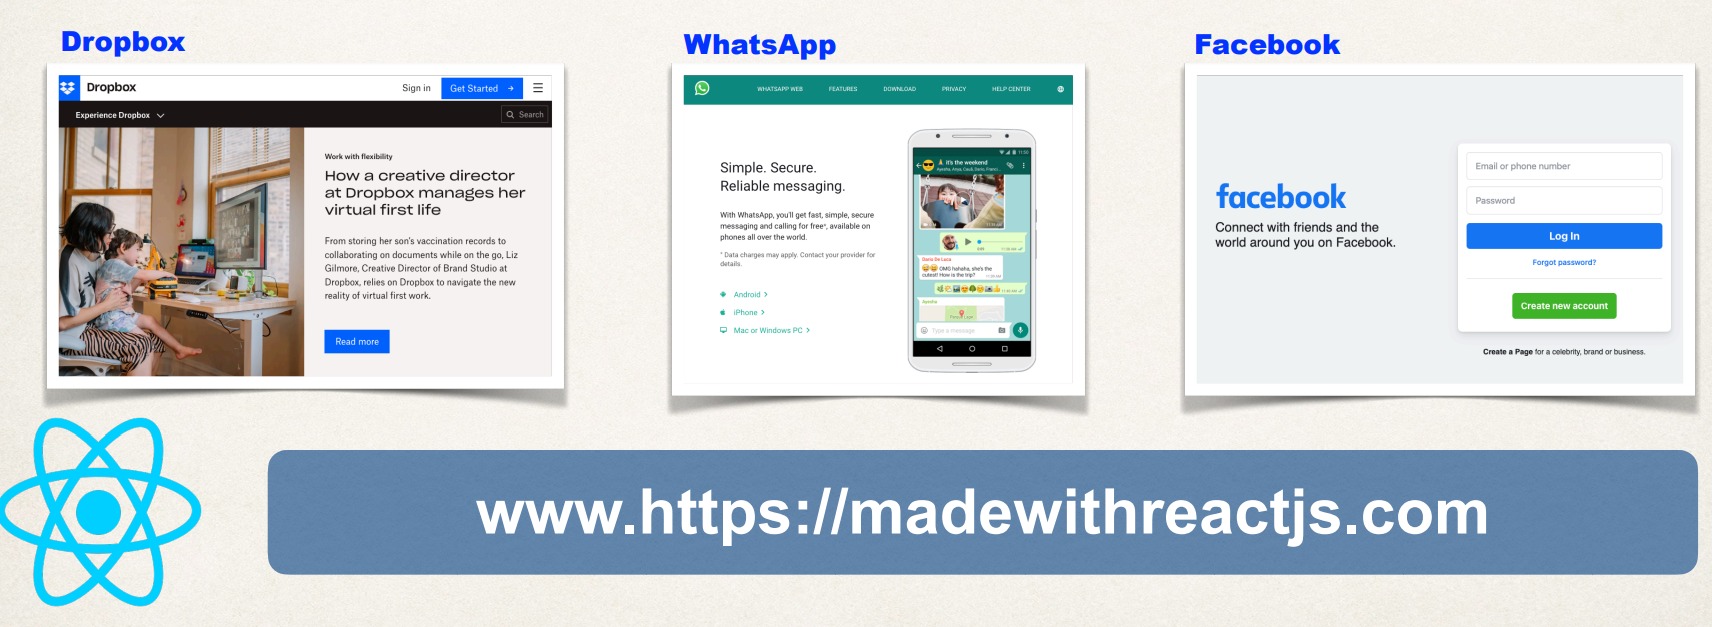 Dropbox
Dropbox
Sign in
Get Started →
Experience Dropbox
Search
Work with flexibility
How a creative director
at Dropbox manages her
virtual first life
From storing her son's vaccination records to
collaborating on documents while on the go, Liz
Gilmore, Creative Director of Brand Studio at
Dropbox, relies on Dropbox to navigate the new
reality of virtual first work.
Read more
WhatsApp
WHATSAPP WEB FEATURES DOWNLOAD PRIVACY HELP CENTER
Simple. Secure.
Reliable messaging.
With WhatsApp, you'll get fast, simple, secure
messaging and calling for free*, available on
phones all over the world.
* Data charges may apply. Contact your provider for
details.
Android
iPhone
Mac or Windows PC
it's the weekend
OMG hahaha, she's the
cutest! How is the trip?
Ayesha
Type a message
Facebook
facebook
Connect with friends and the
world around you on Facebook.
Email or phone number
Password
Log In
Forgot password?
Create new account
Create a Page for a celebrity, brand or business.
www.https://madewithreactjs.com